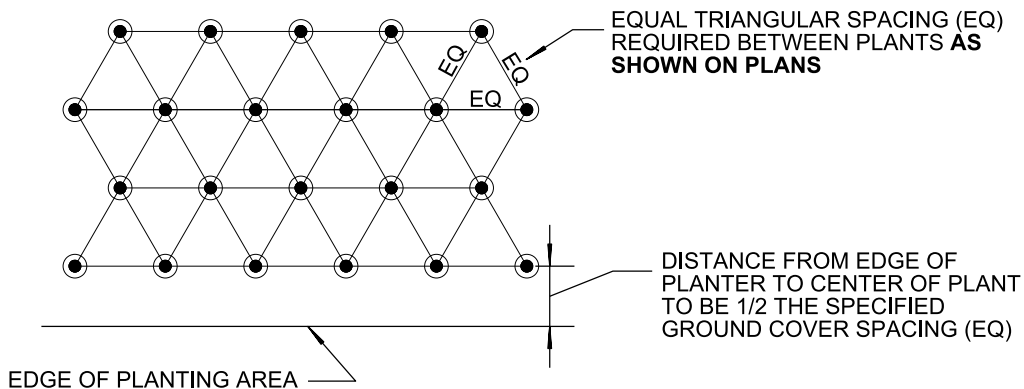 EQUAL TRIANGULAR SPACING (EQ)
REQUIRED BETWEEN PLANTS AS
SHOWN ON PLANS
EQ
EQ
EQ
DISTANCE FROM EDGE OF
PLANTER TO CENTER OF PLANT
TO BE 1/2 THE SPECIFIED
GROUND COVER SPACING (EQ)
EDGE OF PLANTING AREA